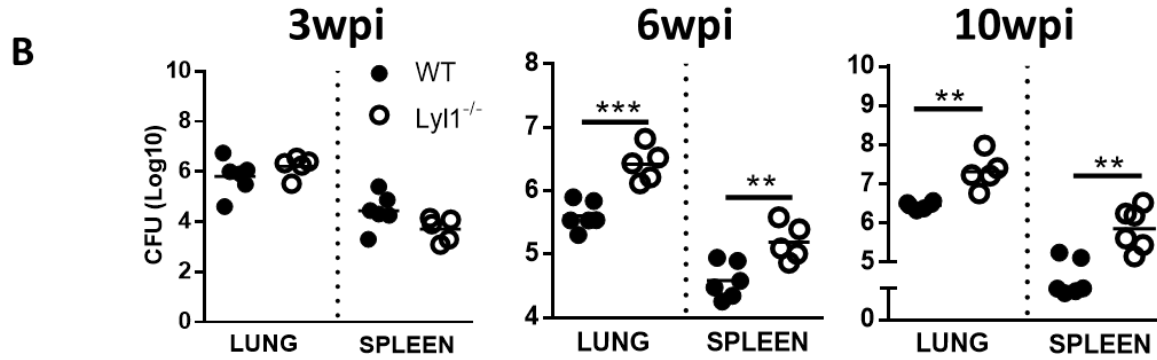 B
3wpi
6wpi
10wpi
CFU (Log10)
10
8
6
4
2
0
WT
Lyl1-/-
LUNG
SPLEEN
8
7
6
5
4
***
**
LUNG
SPLEEN
10
9
8
7
6
5
0
**
**
LUNG
SPLEEN